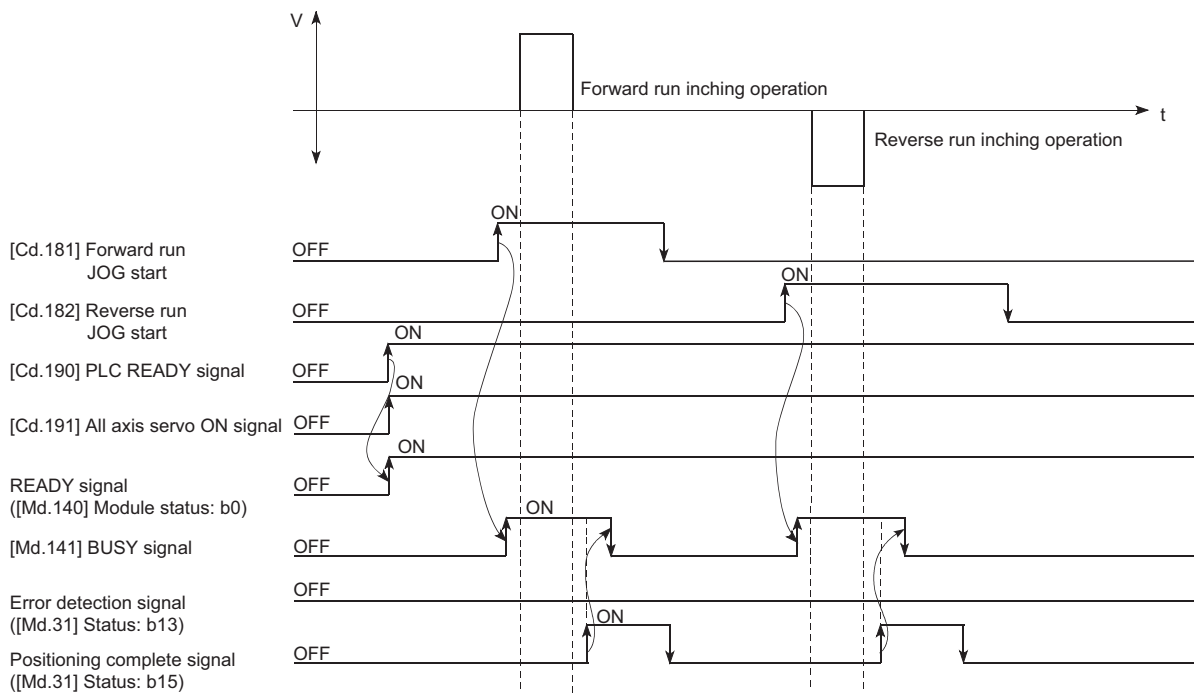 V
Forward run inching operation
t
Reverse run inching operation
ON
[Cd.181] Forward run
JOG start
OFF
ON
[Cd.182] Reverse run
JOG start
OFF
ON
[Cd.190] PLC READY signal
OFF
ON
[Cd.191] All axis servo ON signal
OFF
ON
READY signal
([Md.140] Module status: b0)
OFF
ON
[Md.141] BUSY signal
OFF
Error detection signal
([Md.31] Status: b13)
OFF
ON
Positioning complete signal
([Md.31] Status: b15)
OFF